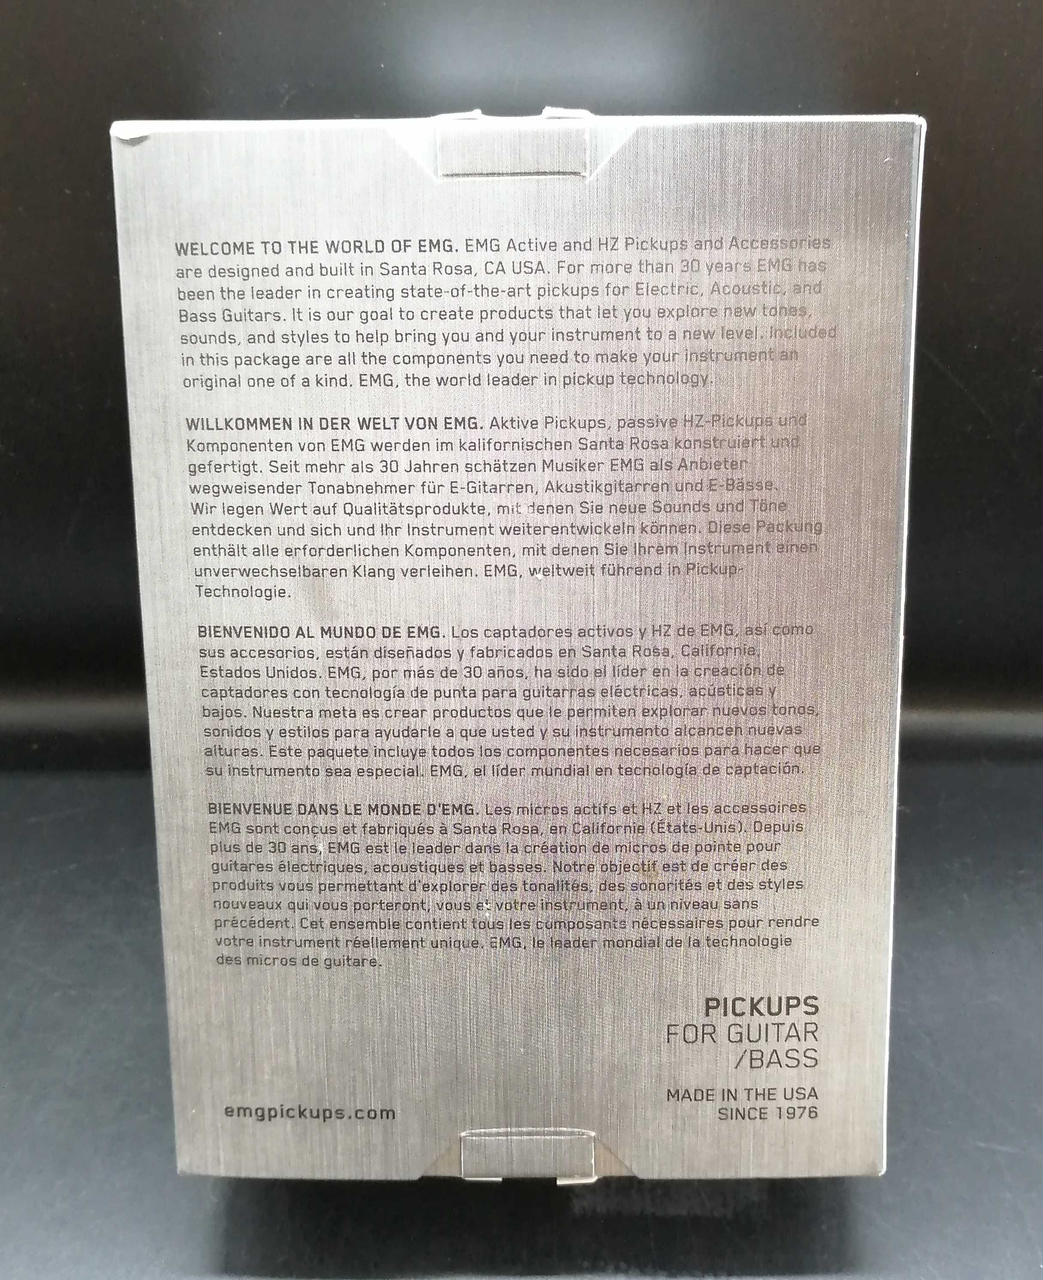 WELCOME TO THE WORLD OF EMG. EMG Active and HZ Pickups and Accessories
are designed and built in Santa Rosa, CA USA. For more than 30 years EMG has
been the leader in creating state-of-the-art pickups for Electric, Acoustic, and
Bass Guitars. It is our goal to create products that let you explore new tones,
sounds, and styles to help bring you and your instrument to a new level. Included
in this package are all the components you need to make your instrument an
original one of a kind. EMG, the world leader in pickup technology.
WILLKOMMEN IN DER WELT VON EMG. Aktive Pickups, passive HZ-Pickups und
Komponenten von EMG werden im kalifornischen Santa Rosa konstruiert und
gefertigt. Seit mehr als 30 Jahren schätzen Musiker EMG als Anbieter
wegweisender Tonabnehmer für E-Gitarren, Akustikgitarren und E-Bässe.
Wir legen Wert auf Qualitätsprodukte, mit denen Sie neue Sounds und Töne
entdecken und sich und Ihr Instrument weiterentwickeln können. Diese Packung
enthält alle erforderlichen Komponenten, mit denen Sie Ihrem Instrument einen
unverwechselbaren Klang verleihen. EMG, weltweit führend in Pickup-
Technologie.
BIENVENIDO AL MUNDO DE EMG. Los captadores activos y HZ de EMG, así como
sus accesorios, están diseñados y fabricados en Santa Rosa, California,
Estados Unidos. EMG, por más de 30 años, ha sido el líder en la creación de
captadores con tecnología de punta para guitarras eléctricas, acústicas y
bajos. Nuestra meta es crear productos que le permiten explorar nuevos tonos,
sonidos y estilos para ayudarle a que usted y su instrumento alcancen nuevas
alturas. Este paquete incluye todos los componentes necesarios para hacer que
su instrumento sea especial. EMG, el líder mundial en tecnología de captación.
BIENVENUE DANS LE MONDE D'EMG. Les micros actifs et HZ et les accessoires
EMG sont conçus et fabriqués à Santa Rosa, en Californie (États-Unis). Depuis
plus de 30 ans, EMG est le leader dans la création de micros de pointe pour
guitares électriques, acoustiques et basses. Notre objectif est de créer des
produits vous permettant d'explorer des tonalités, des sonorités et des styles
nouveaux qui vous porteront, vous et votre instrument, à un niveau sans
précédent. Cet ensemble contient tous les composants nécessaires pour rendre
votre instrument réellement unique. EMG, le leader mondial de la technologie
des micros de guitare.
PICKUPS
FOR GUITAR
/BASS
MADE IN THE USA
SINCE 1976
emgpickups.com